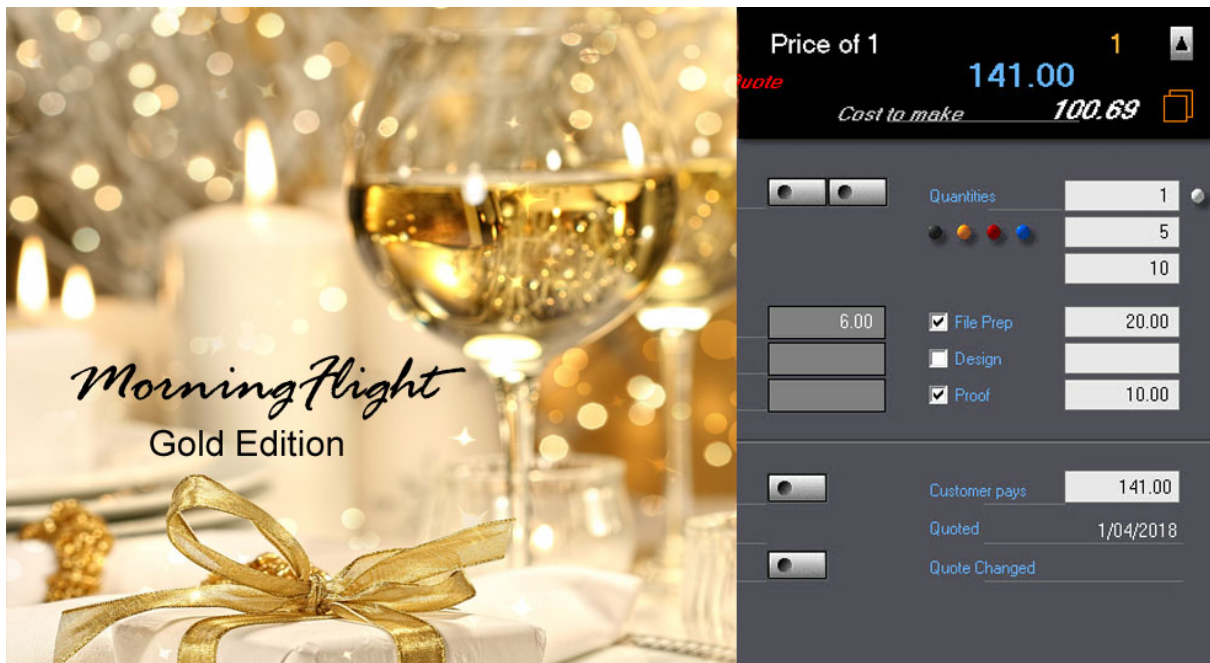 MorningFlight
Gold Edition
Price of 1 1
Quote 141.00
Cost to make 100.69
Quantities 1
5
10
6.00 File Prep 20.00
Design
Proof 10.00
Customer pays 141.00
Quoted 1/04/2018
Quote Changed